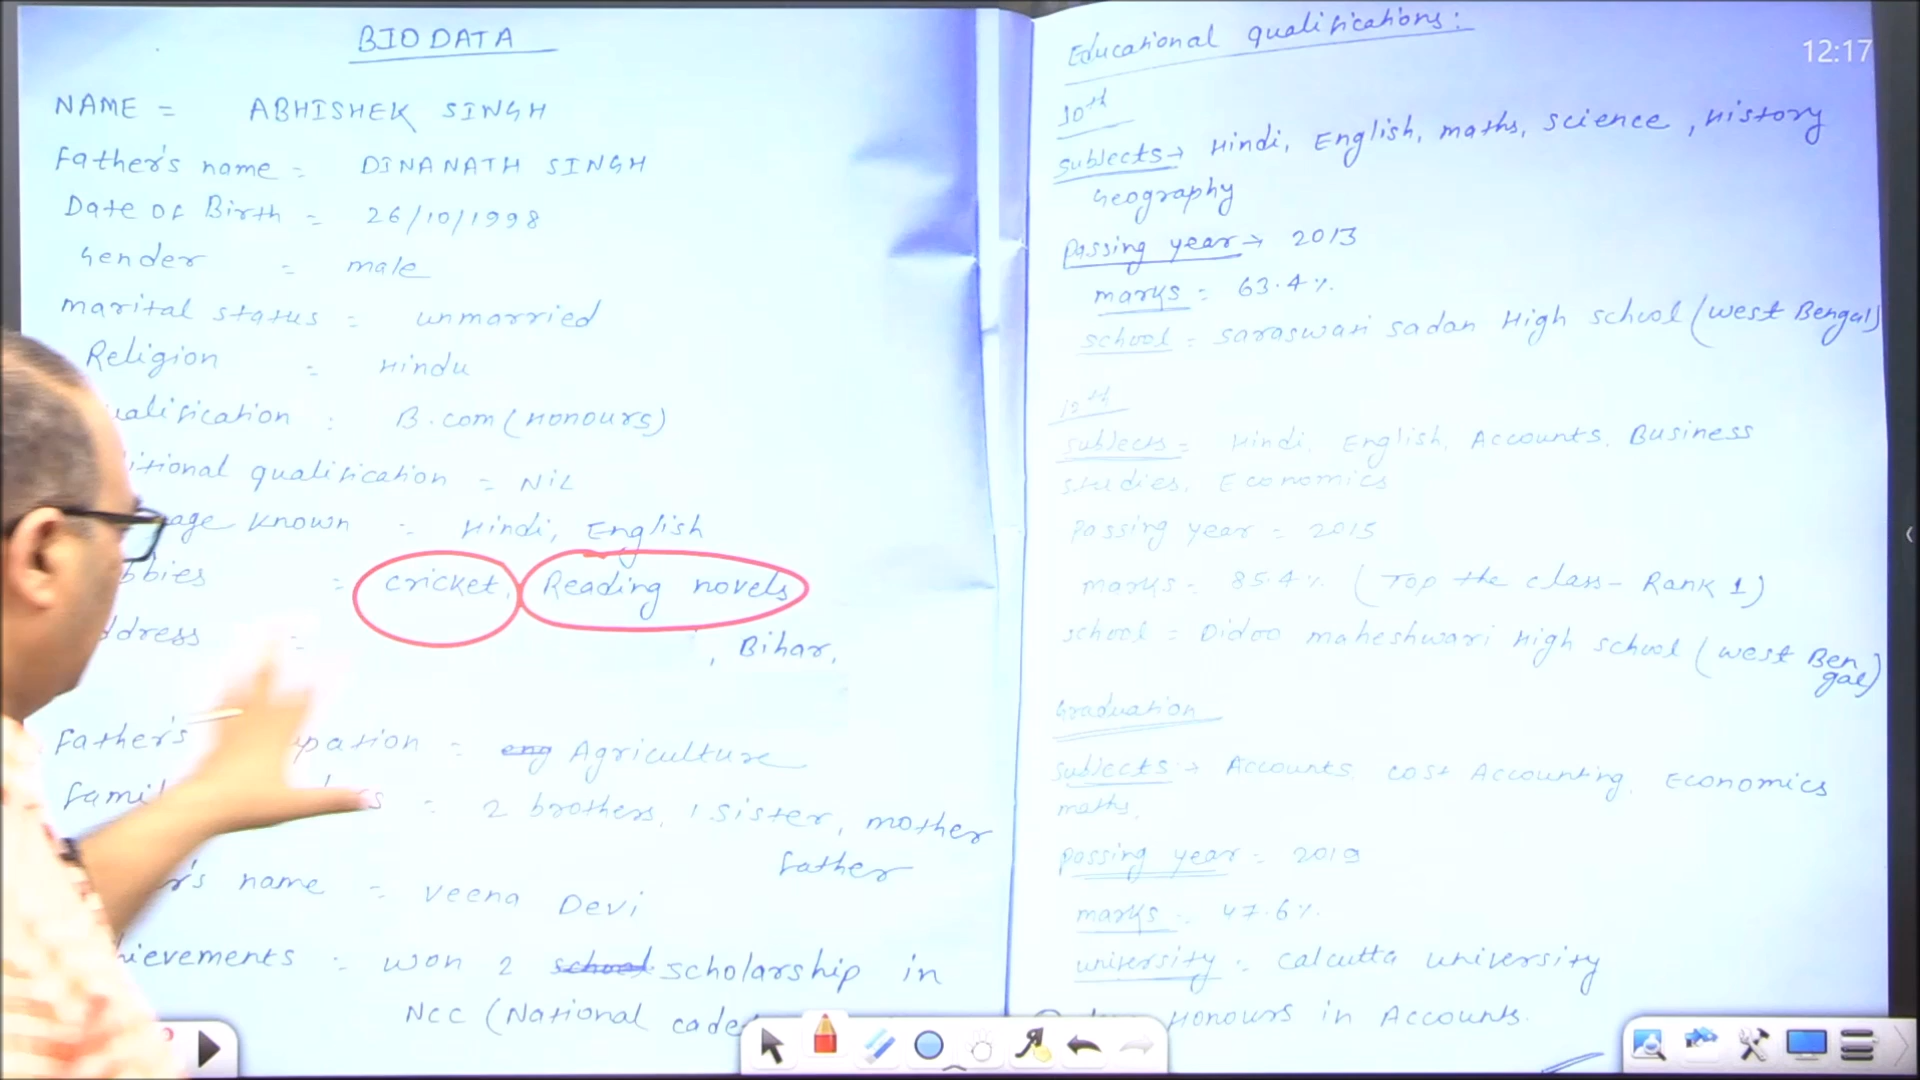 BIODATA
NAME = ABHISHEK SINGH
Father's name = DINANATH SINGH
Date of Birth = 26/10/1998
Gender = male
marital status = unmarried
Religion = Hindu
alification = B.com (Honours)
itional qualification = NIL
age known = Hindi, English
bbies = cricket, Reading novels
ddress = , Bihar,
Father's pation = eng Agriculture
famil rs = 2 brothers, 1 sister, mother
father
r's name = Veena Devi
hievements = won 2 school scholarship in
NCC (National cade
Educational qualifications:
12:17
10th
subjects → Hindi, English, maths, science, History
Geography
passing year → 2013
marks = 63.4%.
school = saraswati sadan High school (west Bengal)
12th
subjects = Hindi, English, Accounts, Business
studies, Economics
passing year = 2015
marks = 85.4% (Top the class - Rank 1)
school = Didoo maheshwari High school (west Ben
gal)
Graduation
subjects → Accounts, cost Accounting, Economics
maths.
passing year = 2019
marks = 47.6%.
university = calcutta university
Honours in Accounts.